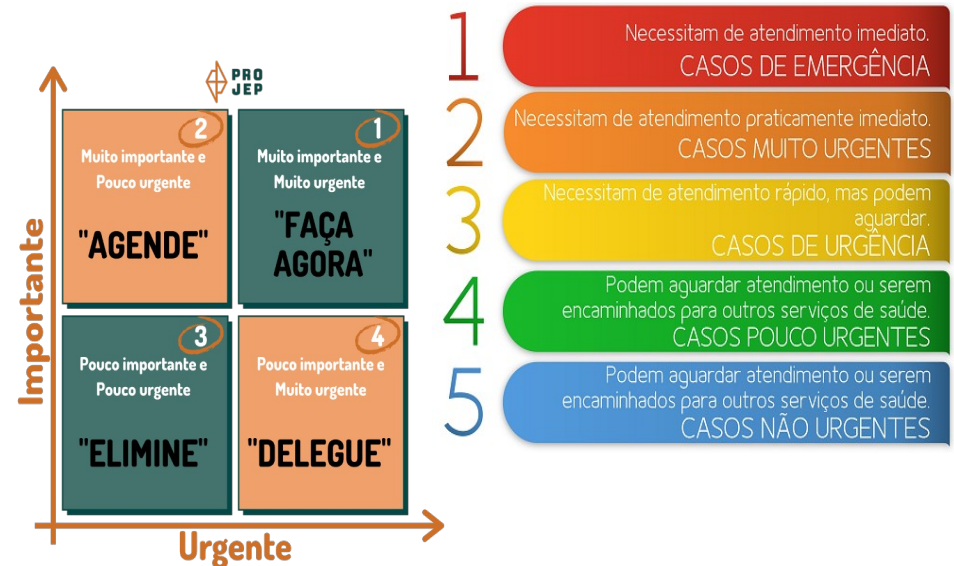 PRO
JEP
Importante
2
Muito importante e
Pouco urgente
"AGENDE"
1
Muito importante e
Muito urgente
"FAÇA
AGORA"
3
Pouco importante e
Pouco urgente
"ELIMINE"
4
Pouco importante e
Muito urgente
"DELEGUE"
Urgente
1
Necessitam de atendimento imediato.
CASOS DE EMERGÊNCIA
2
Necessitam de atendimento praticamente imediato.
CASOS MUITO URGENTES
3
Necessitam de atendimento rápido, mas podem
aguardar.
CASOS DE URGÊNCIA
4
Podem aguardar atendimento ou serem
encaminhados para outros serviços de saúde.
CASOS POUCO URGENTES
5
Podem aguardar atendimento ou serem
encaminhados para outros serviços de saúde.
CASOS NÃO URGENTES